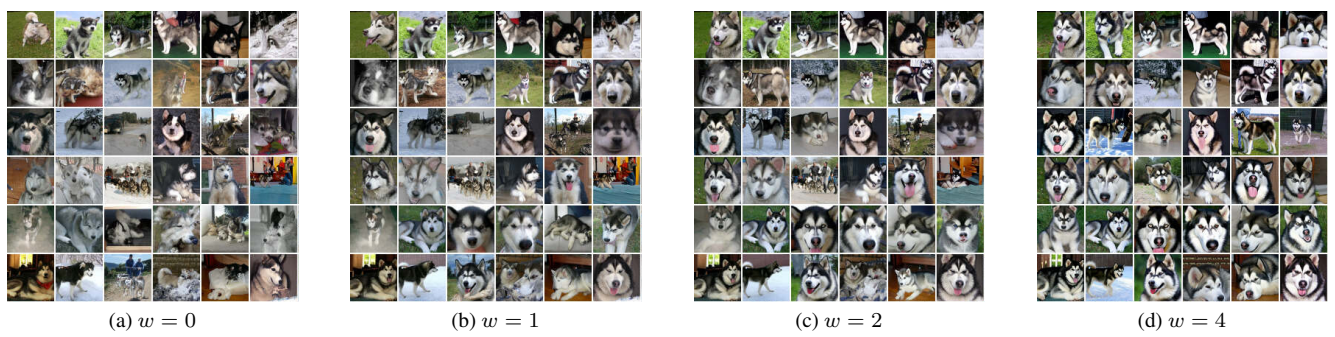 (a) w = 0
(b) w = 1
(c) w = 2
(d) w = 4